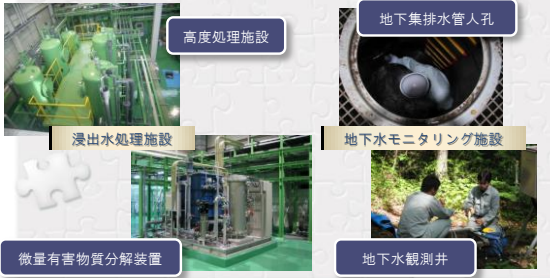 高度処理施設
地下集排水管人孔
浸出水処理施設
地下水モニタリング施設
微量有害物質分解装置
地下水観測井